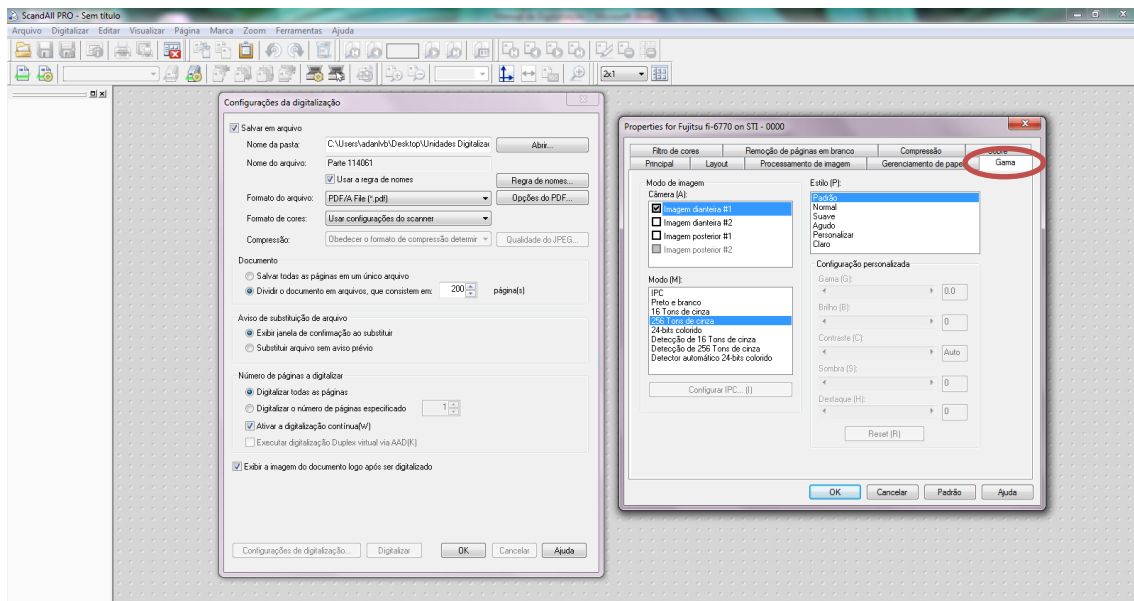 ScandAll PRO - Sem título
Arquivo Digitalizar Editar Visualizar Página Marca Zoom Ferramentas Ajuda
2x1
Configurações da digitalização
Salvar em arquivo
Nome da pasta: C:\Users\adanlvb\Desktop\Unidades Digitaliza Abrir...
Nome do arquivo: Parte 114061
Usar a regra de nomes Regra de nomes...
Formato do arquivo: PDF/A File (*.pdf) Opções do PDF...
Formato de cores: Usar configurações do scanner
Compressão: Obedecer o formato de compressão determir Qualidade do JPEG...
Documento
Salvar todas as páginas em um único arquivo
Dividir o documento em arquivos, que consistem em: 200 página(s)
Aviso de substituição de arquivo
Exibir janela de confirmação ao substituir
Substituir arquivo sem aviso prévio
Número de páginas a digitalizar
Digitalizar todas as páginas
Digitalizar o número de páginas especificado 1
Ativar a digitalização contínua(W)
Executar digitalização Duplex virtual via AAD(K)
Exibir a imagem do documento logo após ser digitalizado
Configurações de digitalização... Digitalizar OK Cancelar Ajuda
Properties for Fujitsu fi-6770 on STI - 0000
Filtro de cores Remoção de páginas em branco Compressão Sobre
Principal Layout Processamento de imagem Gerenciamento de papel Gama
Modo de imagem
Câmera (A):
Imagem dianteira #1
Imagem dianteira #2
Imagem posterior #1
Imagem posterior #2
Modo (M):
IPC
Preto e branco
16 Tons de cinza
256 Tons de cinza
24-bits colorido
Detecção de 16 Tons de cinza
Detecção de 256 Tons de cinza
Detector automático 24-bits colorido
Configurar IPC... (I)
Estilo (P):
Padrão
Normal
Suave
Agudo
Personalizar
Claro
Configuração personalizada
Gama (G):
0.0
Brilho (B):
0
Contraste (C):
Auto
Sombra (S):
0
Destaque (H):
0
Reset (R)
OK Cancelar Padrão Ajuda